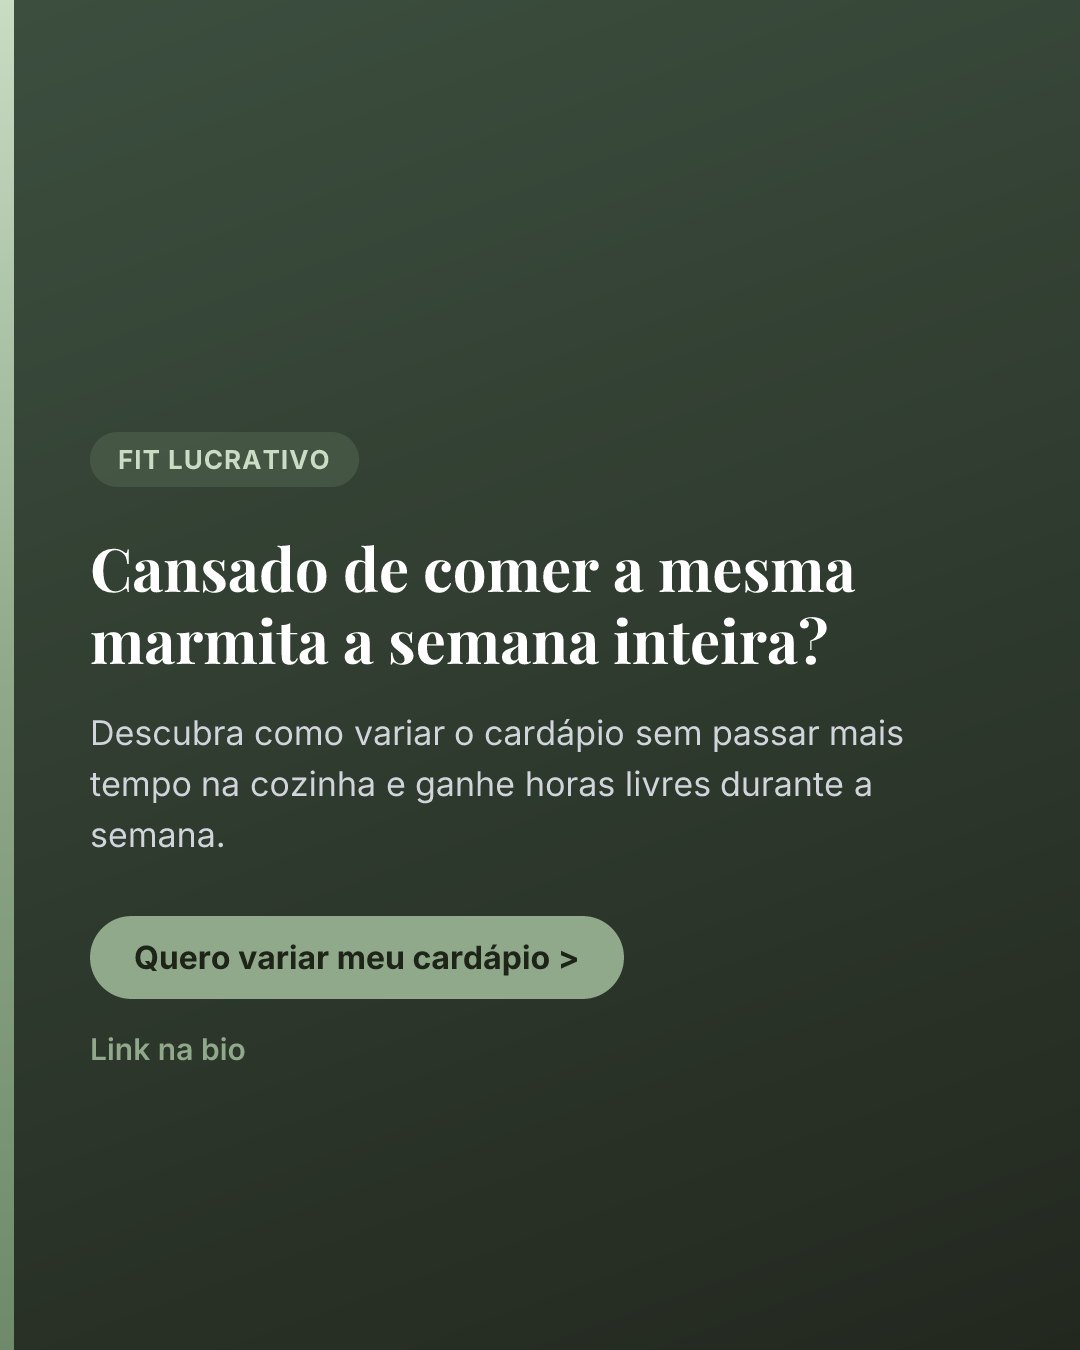 FIT LUCRATIVO
Cansado de comer a mesma
marmita a semana inteira?
Descubra como variar o cardápio sem passar mais
tempo na cozinha e ganhe horas livres durante a
semana.
Quero variar meu cardápio >
Link na bio